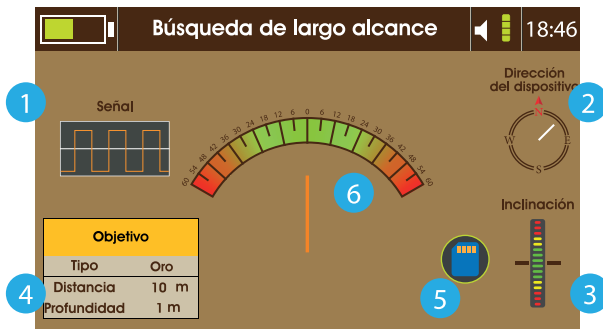 Búsqueda de largo alcance
18:46
1
Señal
Dirección
del dispositivo
2
N
W
E
S
60 54 48 42 36 30 24 18 12 6 0 6 12 18 24 30 36 42 48 54 60
6
Inclinación
Objetivo
Tipo Oro
Distancia 10 m
Profundidad 1 m
4
5
3